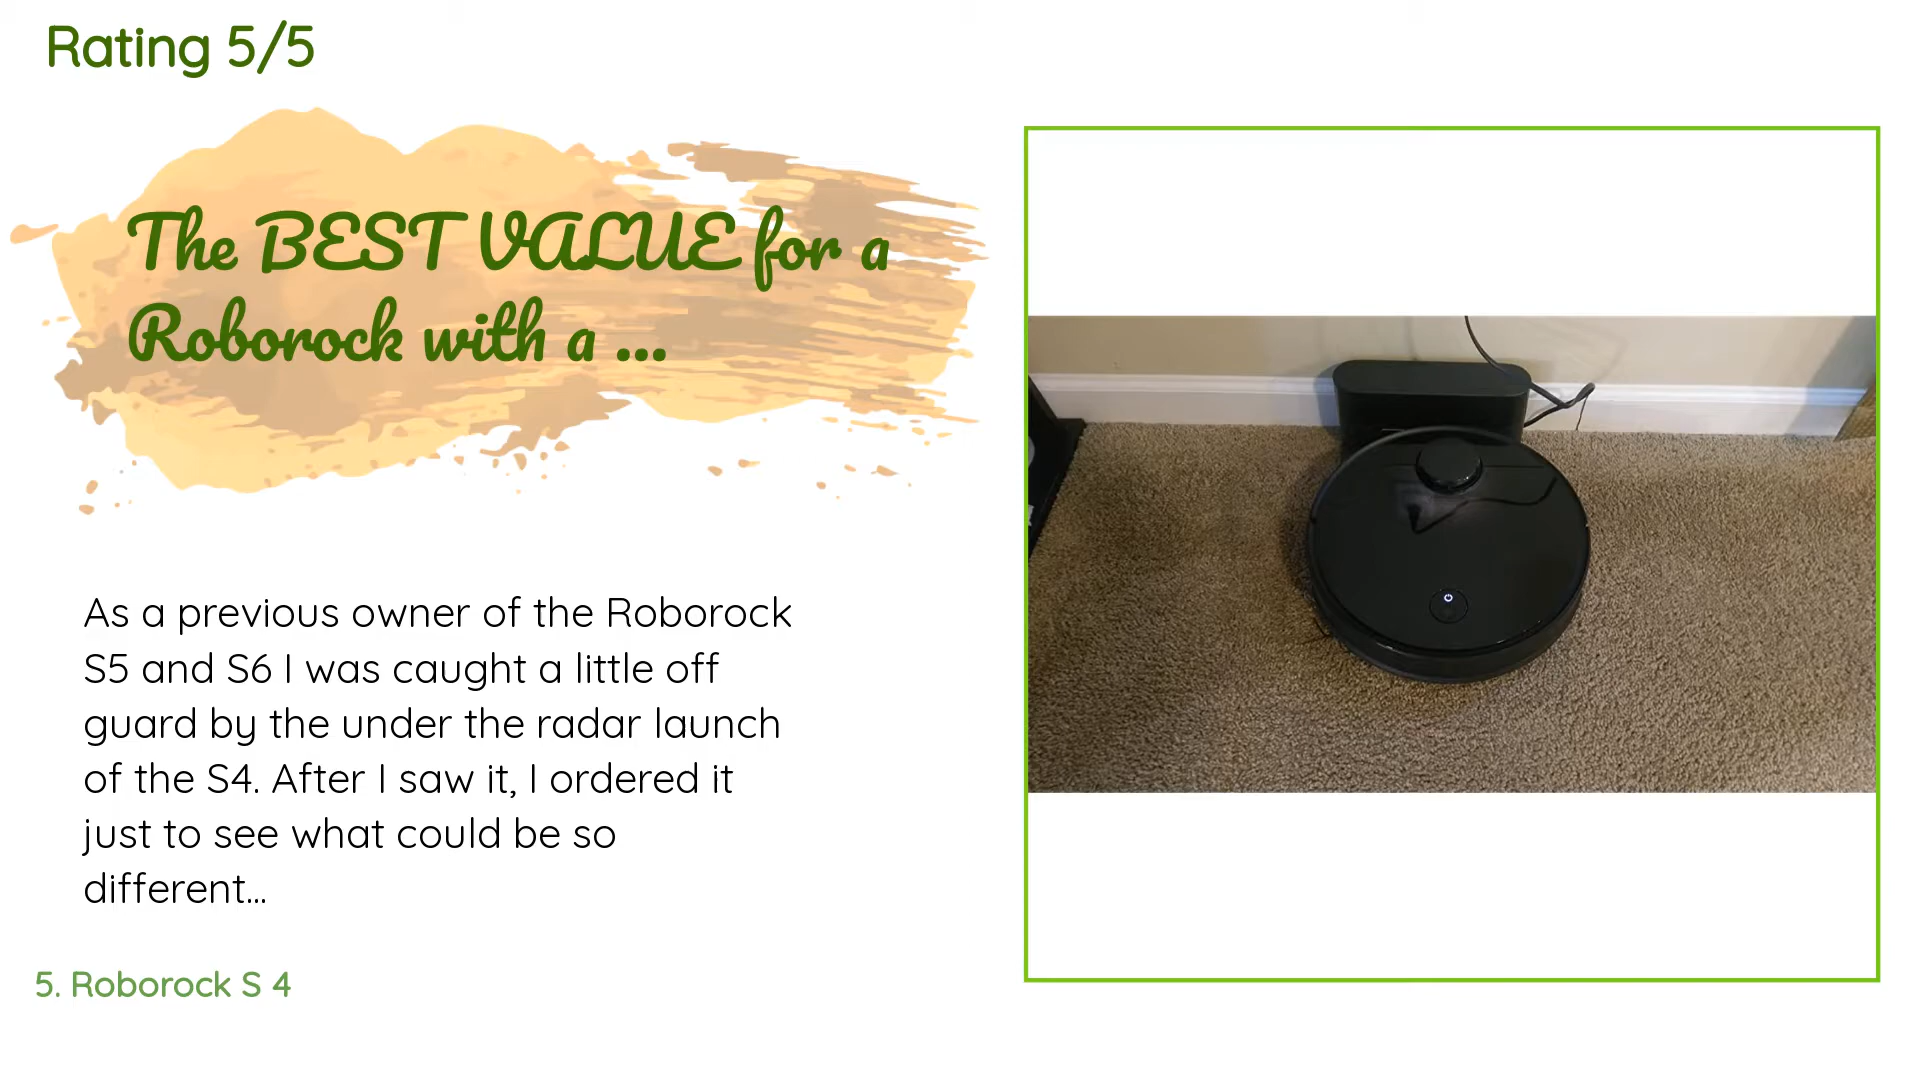 Rating 5/5
The BEST VALUE for a
Roborock with a ...
As a previous owner of the Roborock
S5 and S6 I was caught a little off
guard by the under the radar launch
of the S4. After I saw it, I ordered it
just to see what could be so
different...
5. Roborock S 4